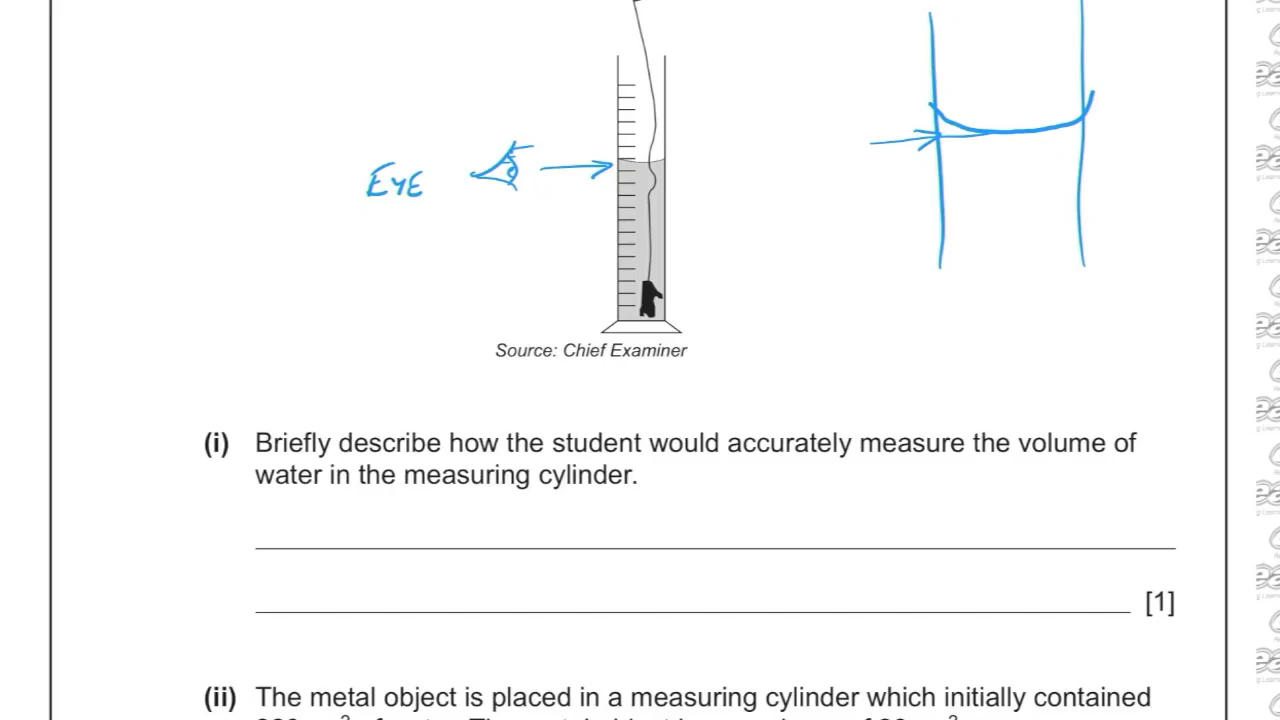 EYE
Source: Chief Examiner
(i) Briefly describe how the student would accurately measure the volume of
water in the measuring cylinder.
[1]
(ii) The metal object is placed in a measuring cylinder which initially contained